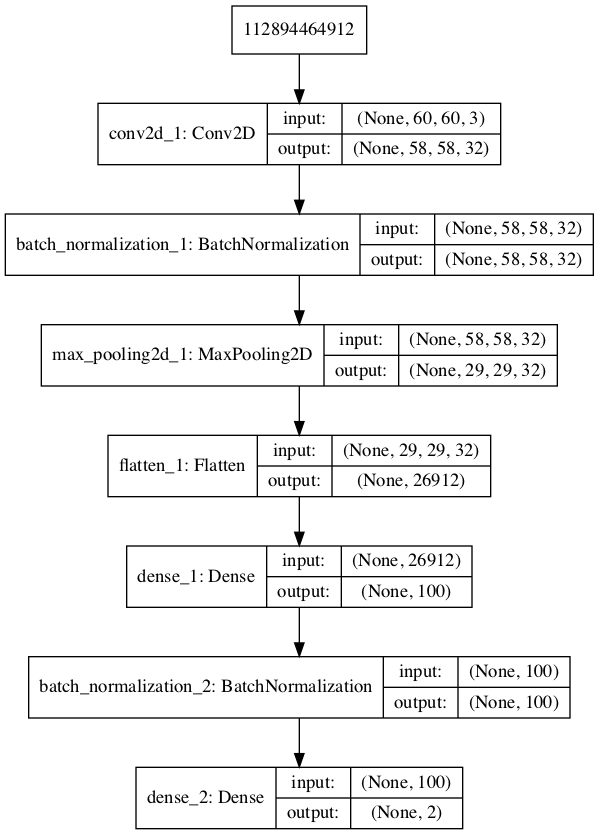 112894464912
conv2d_1: Conv2D
input: (None, 60, 60, 3)
output: (None, 58, 58, 32)
batch_normalization_1: BatchNormalization
input: (None, 58, 58, 32)
output: (None, 58, 58, 32)
max_pooling2d_1: MaxPooling2D
input: (None, 58, 58, 32)
output: (None, 29, 29, 32)
flatten_1: Flatten
input: (None, 29, 29, 32)
output: (None, 26912)
dense_1: Dense
input: (None, 26912)
output: (None, 100)
batch_normalization_2: BatchNormalization
input: (None, 100)
output: (None, 100)
dense_2: Dense
input: (None, 100)
output: (None, 2)